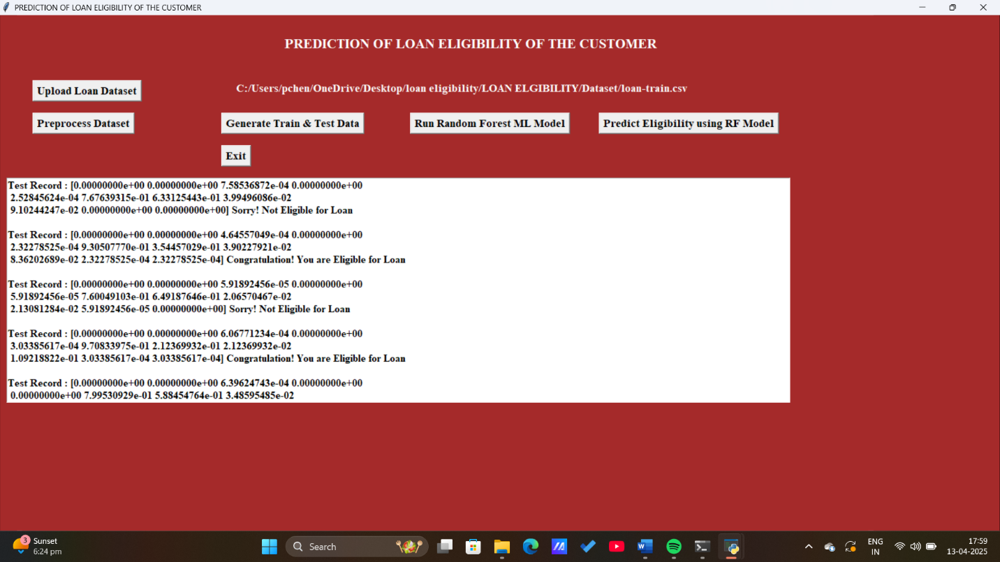 PREDICTION OF LOAN ELIGIBILITY OF THE CUSTOMER
PREDICTION OF LOAN ELIGIBILITY OF THE CUSTOMER
Upload Loan Dataset
C:/Users/pchen/OneDrive/Desktop/loan eligibility/LOAN ELGIBILITY/Dataset/loan-train.csv
Preprocess Dataset
Generate Train & Test Data
Run Random Forest ML Model
Predict Eligibility using RF Model
Exit
Test Record : [0.00000000e+00 0.00000000e+00 7.58536872e-04 0.00000000e+00
2.52845624e-04 7.67639315e-01 6.33125443e-01 3.99496086e-02
9.10244247e-02 0.00000000e+00 0.00000000e+00] Sorry! Not Eligible for Loan
Test Record : [0.00000000e+00 0.00000000e+00 4.64557049e-04 0.00000000e+00
2.32278525e-04 9.30507770e-01 3.54457029e-01 3.90227921e-02
8.36202689e-02 2.32278525e-04 2.32278525e-04] Congratulation! You are Eligible for Loan
Test Record : [0.00000000e+00 0.00000000e+00 5.91892456e-05 0.00000000e+00
5.91892456e-05 7.60049103e-01 6.49187646e-01 2.06570467e-02
2.13081284e-02 5.91892456e-05 0.00000000e+00] Sorry! Not Eligible for Loan
Test Record : [0.00000000e+00 0.00000000e+00 6.06771234e-04 0.00000000e+00
3.03385617e-04 9.70833975e-01 2.12369932e-01 2.12369932e-02
1.09218822e-01 3.03385617e-04 3.03385617e-04] Congratulation! You are Eligible for Loan
Test Record : [0.00000000e+00 0.00000000e+00 6.39624743e-04 0.00000000e+00
0.00000000e+00 7.99530929e-01 5.88454764e-01 3.48595485e-02
3
Sunset
6:24 pm
Search
ENG
IN
17:59
13-04-2025